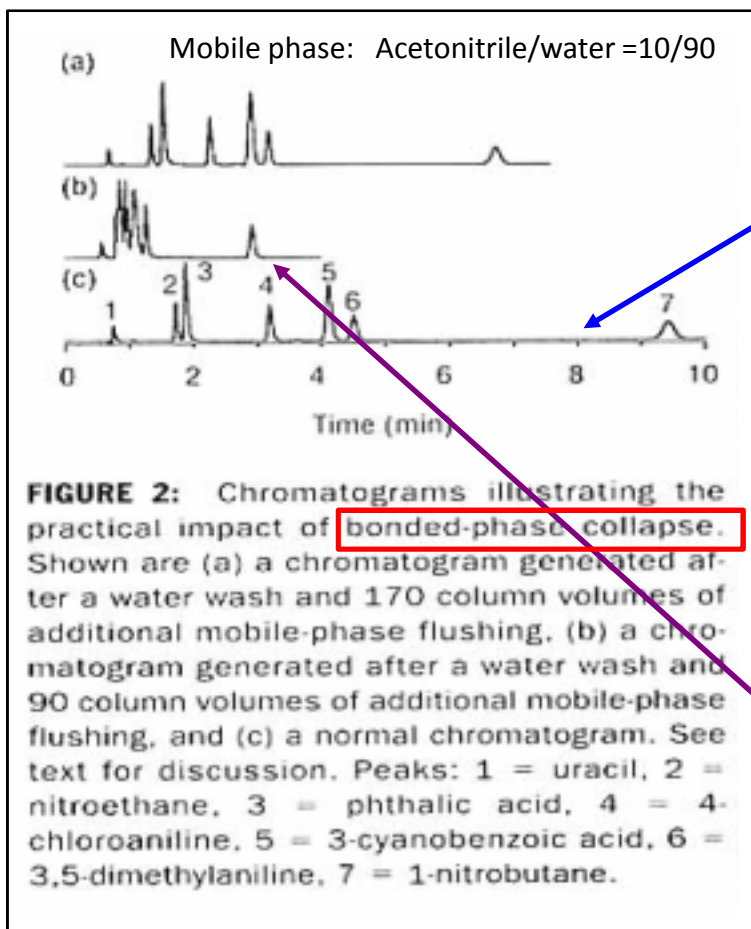 Mobile phase: Acetonitrile/water =10/90
(a)
(b)
(c)
1 2 3 4 5 6 7
0 2 4 6 8 10
Time (min)
FIGURE 2: Chromatograms illustrating the
practical impact of bonded-phase collapse.
Shown are (a) a chromatogram generated af-
ter a water wash and 170 column volumes of
additional mobile-phase flushing, (b) a chro-
matogram generated after a water wash and
90 column volumes of additional mobile-phase
flushing, and (c) a normal chromatogram. See
text for discussion. Peaks: 1 = uracil, 2 =
nitroethane, 3 = phthalic acid, 4 = 4-
chloroaniline, 5 = 3-cyanobenzoic acid, 6 =
3,5-dimethylaniline, 7 = 1-nitrobutane.